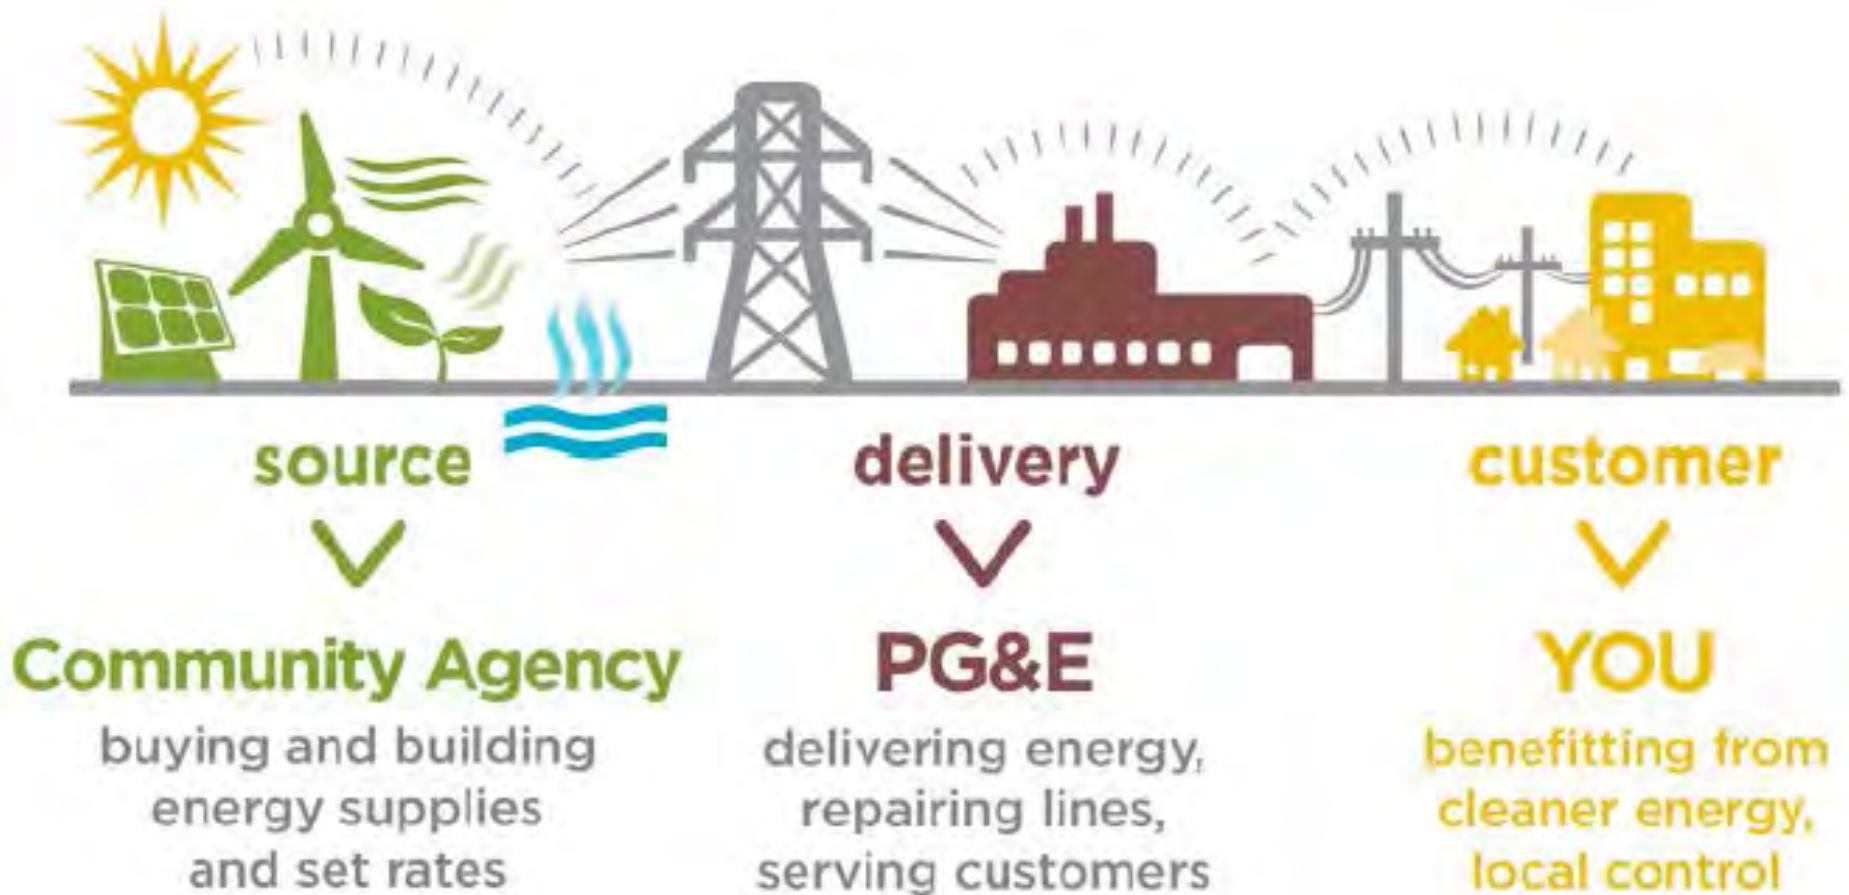 source
Community Agency
buying and building
energy supplies
and set rates
delivery
PG&E
delivering energy,
repairing lines,
serving customers
customer
YOU
benefitting from
cleaner energy,
local control